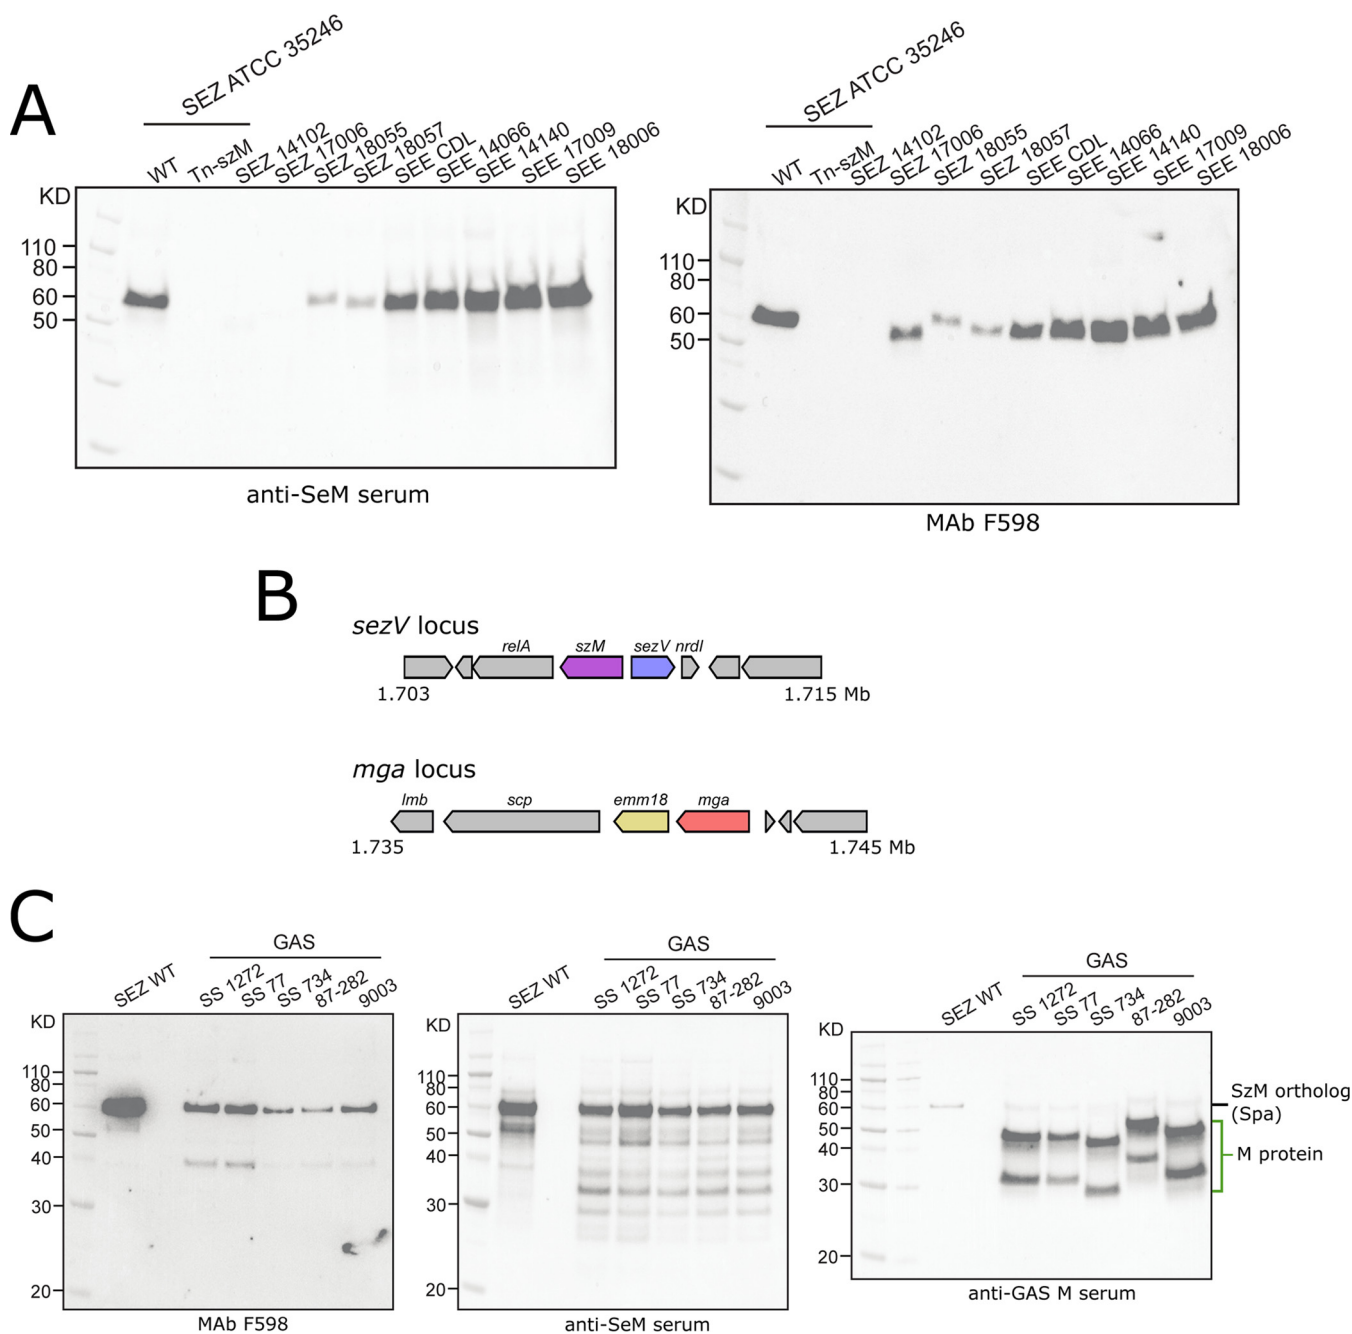 A
SEZ ATCC 35246
WT
Tn-szM
SEZ 14102
SEZ 17006
SEZ 18055
SEZ 18057
SEE CDL
SEE 14066
SEE 14140
SEE 17009
SEE 18006
KD
110
80
60
50
anti-SeM serum
SEZ ATCC 35246
WT
Tn-szM
SEZ 14102
SEZ 17006
SEZ 18055
SEZ 18057
SEE CDL
SEE 14066
SEE 14140
SEE 17009
SEE 18006
KD
110
80
60
50
MAb F598
B
sezV locus
relA szM sezV nrdI
1.703 1.715 Mb
mga locus
lmb scp emm18 mga
1.735 1.745 Mb
C
GAS
SEZ WT
SS 1272
SS 77
SS 734
87-282
9003
KD
110
80
60
50
40
30
20
MAb F598
GAS
SEZ WT
SS 1272
SS 77
SS 734
87-282
9003
KD
110
80
60
50
40
30
20
anti-SeM serum
GAS
SEZ WT
SS 1272
SS 77
SS 734
87-282
9003
KD
110
80
60
50
40
30
20
SzM ortholog
(Spa)
M protein
anti-GAS M serum